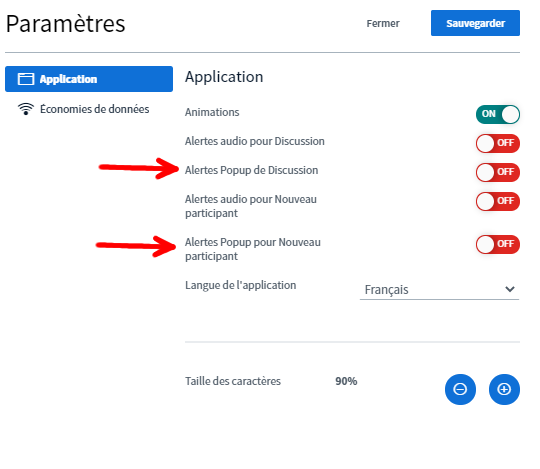 Paramètres
Fermer
Sauvegarder
Application
Économies de données
Application
Animations
ON
Alertes audio pour Discussion
OFF
Alertes Popup de Discussion
OFF
Alertes audio pour Nouveau
participant
OFF
Alertes Popup pour Nouveau
participant
OFF
Langue de l'application
Français
Taille des caractères
90%